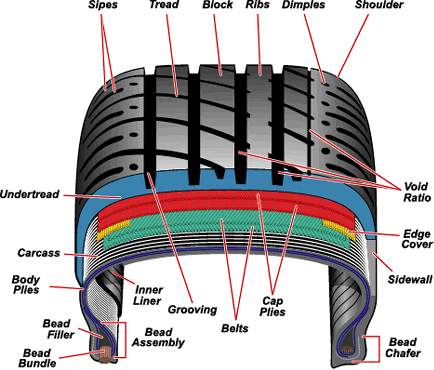 Sipes
Tread
Block
Ribs
Dimples
Shoulder
Void
Ratio
Undertread
Edge
Cover
Carcass
Sidewall
Body
Plies
Inner
Liner
Grooving
Belts
Cap
Plies
Bead
Filler
Bead
Assembly
Bead
Chafer
Bead
Bundle